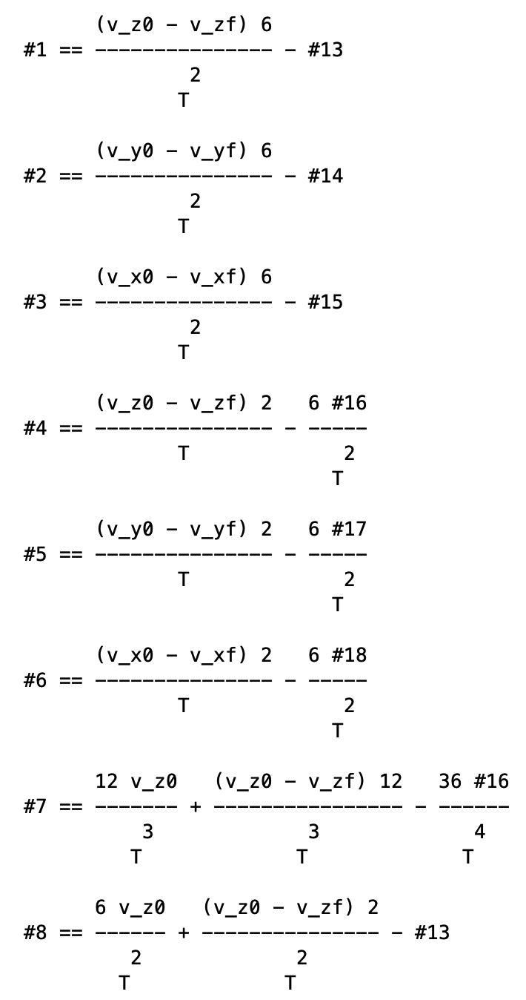 (v_z0 - v_zf) 6
#1 == --------------- - #13
              2
             T
      (v_y0 - v_yf) 6
#2 == --------------- - #14
              2
             T
      (v_x0 - v_xf) 6
#3 == --------------- - #15
              2
             T
      (v_z0 - v_zf) 2   6 #16
#4 == --------------- - -----
             T             2
                          T
      (v_y0 - v_yf) 2   6 #17
#5 == --------------- - -----
             T             2
                          T
      (v_x0 - v_xf) 2   6 #18
#6 == --------------- - -----
             T             2
                          T
      12 v_z0   (v_z0 - v_zf) 12   36 #16
#7 == ------- + ---------------- - ------
          3             3             4
         T             T             T
      6 v_z0   (v_z0 - v_zf) 2
#8 == ------ + --------------- - #13
         2             2
        T             T